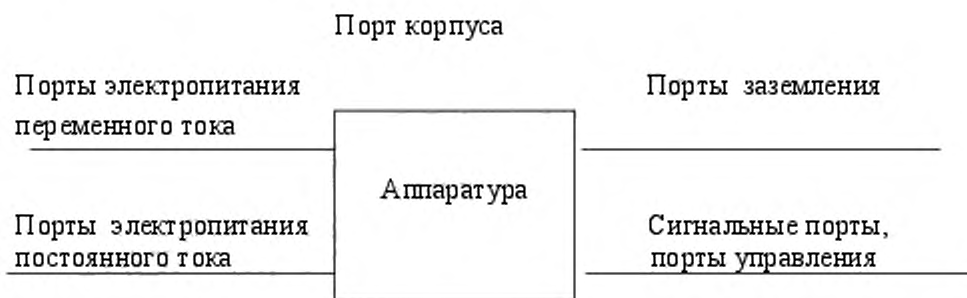 Порт корпуса
Порты электропитания
переменного тока
Порты заземления
Аппаратура
Порты электропитания
постоянного тока
Сигнальные порты,
порты управления